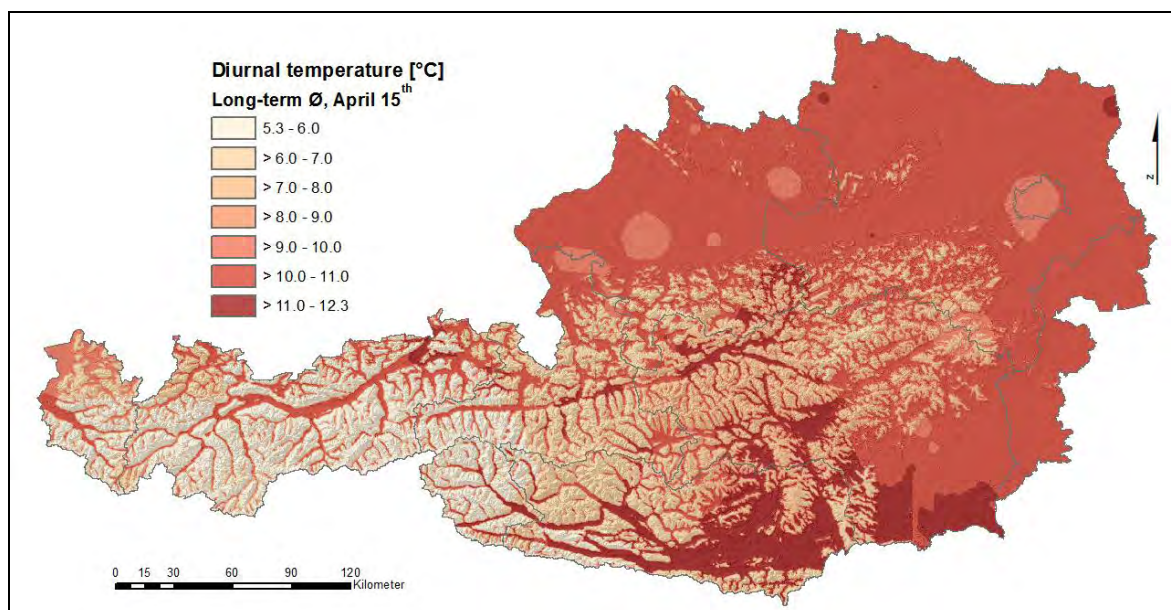 Diurnal temperature [°C]
Long-term Ø, April 15th
5.3 - 6.0
> 6.0 - 7.0
> 7.0 - 8.0
> 8.0 - 9.0
> 9.0 - 10.0
> 10.0 - 11.0
> 11.0 - 12.3
N
0 15 30 60 90 120
Kilometer